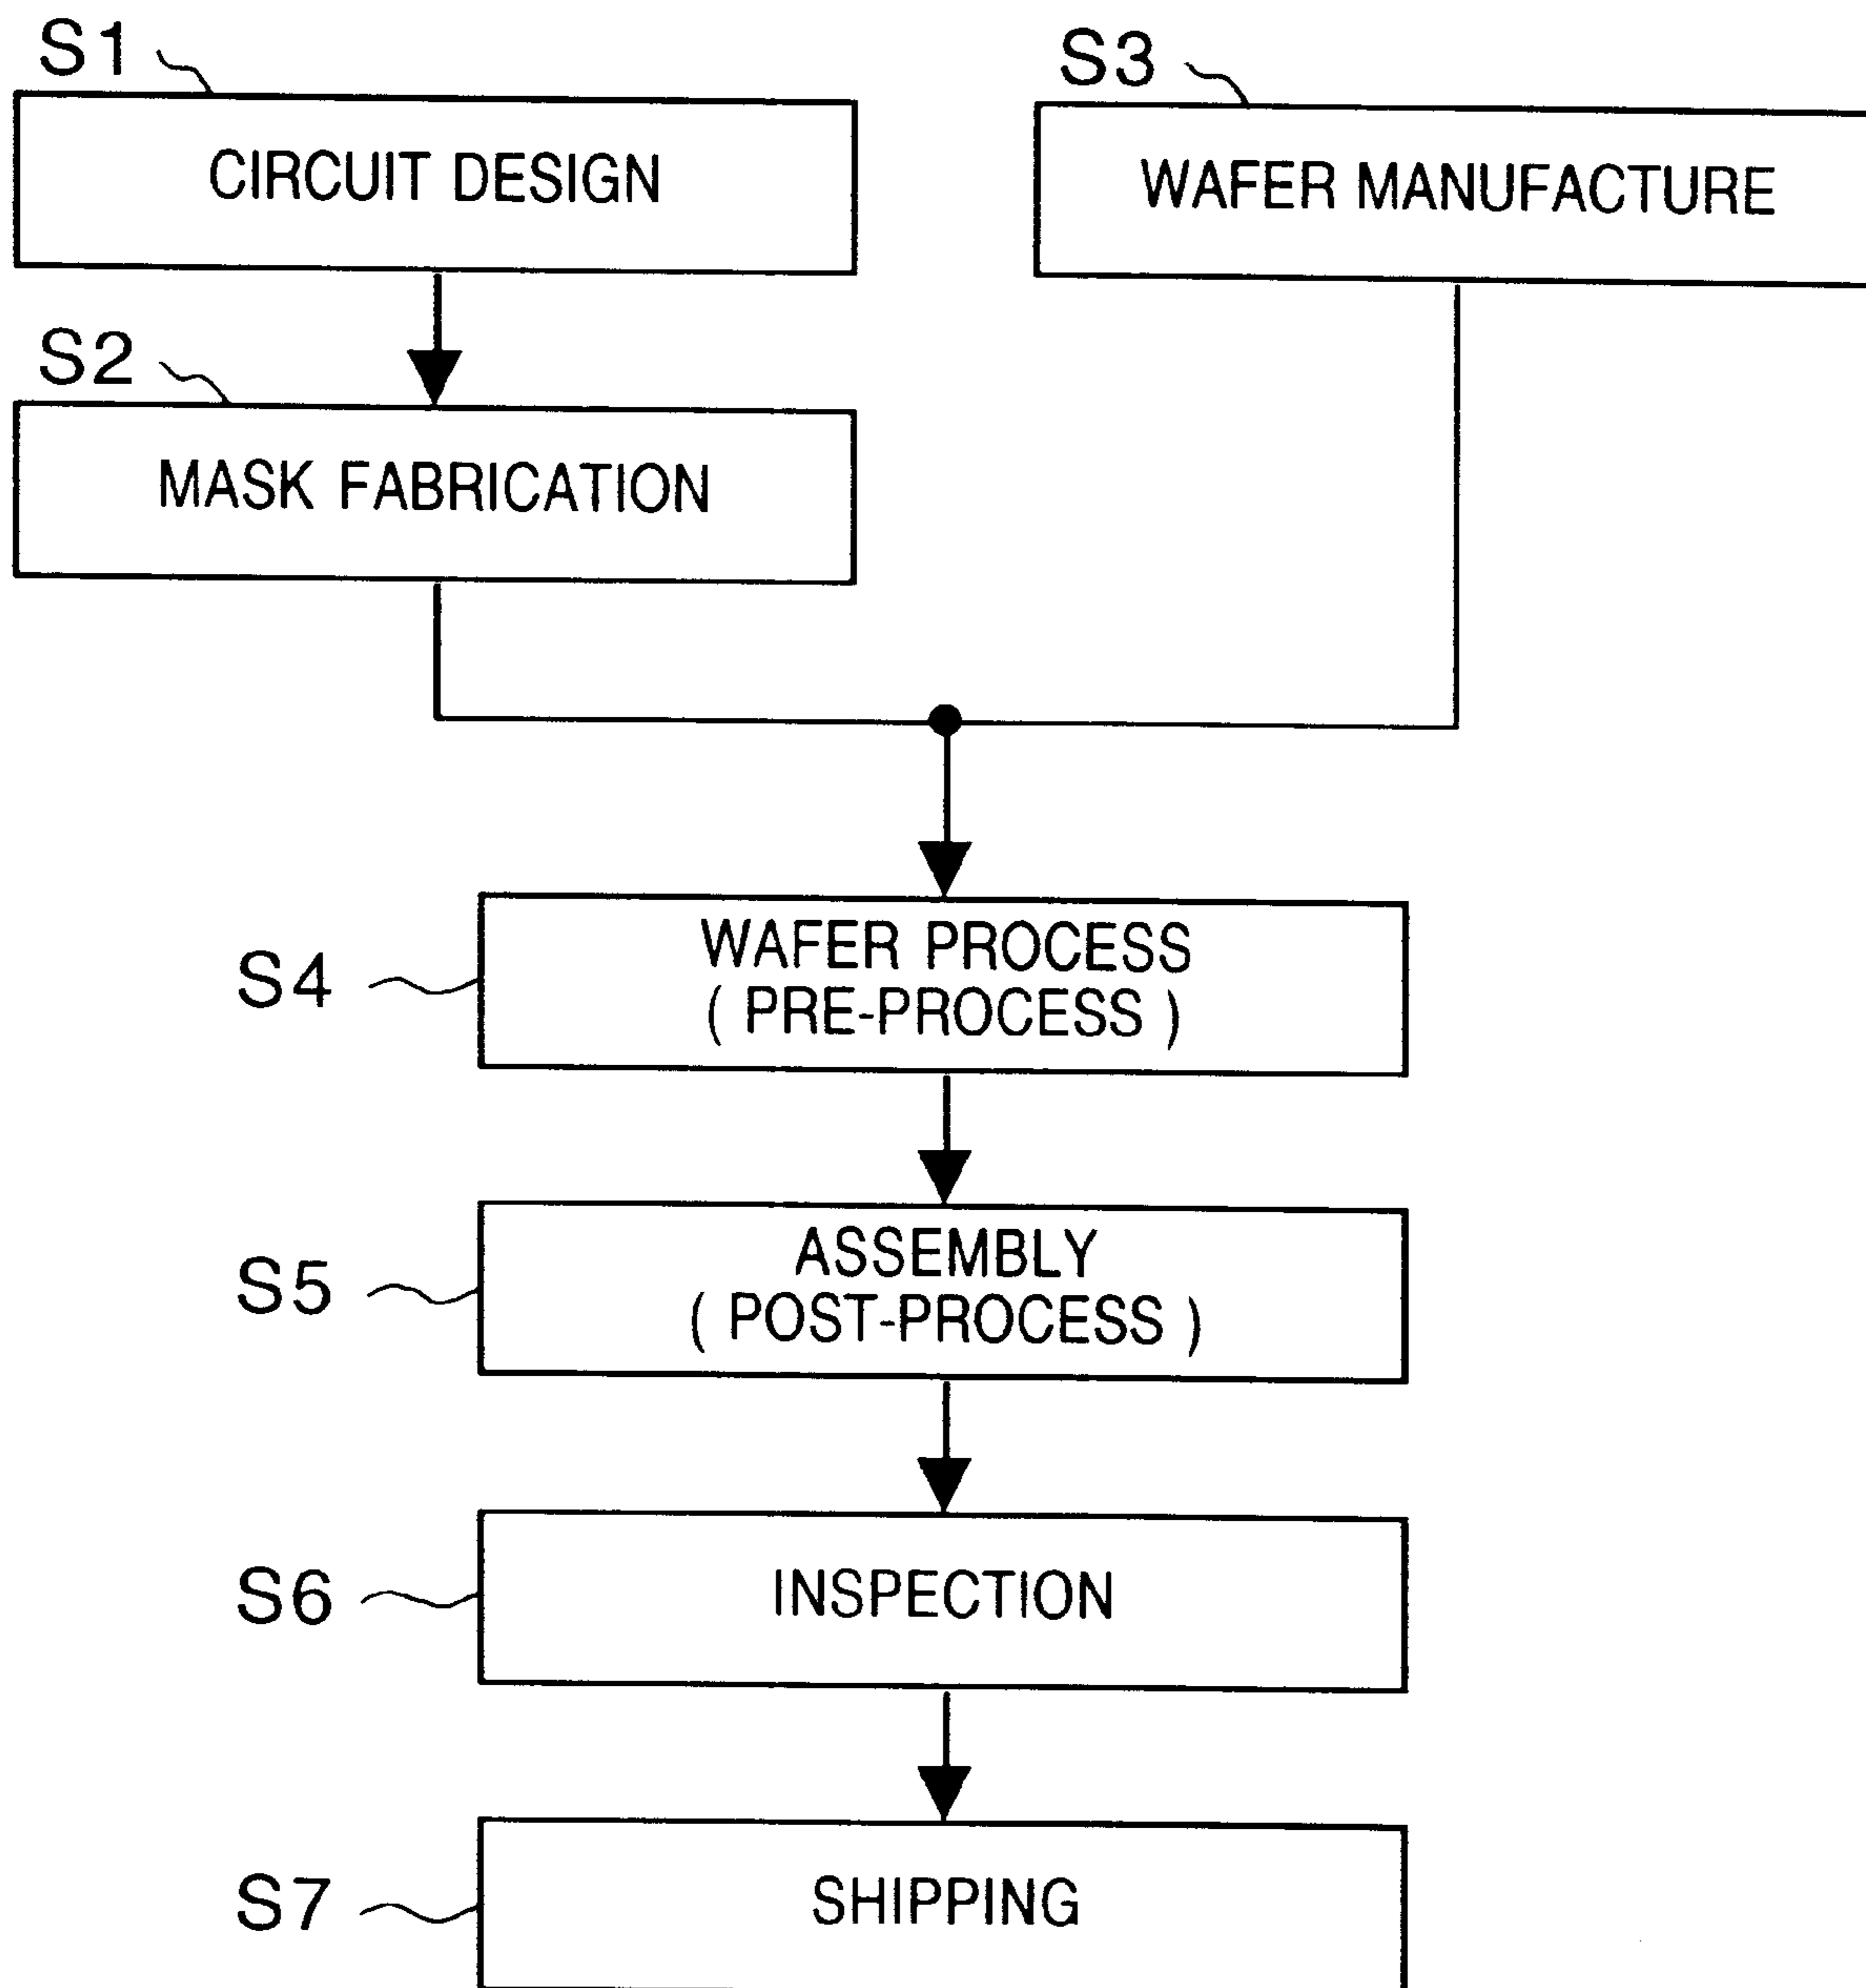 S1
CIRCUIT DESIGN
S3
WAFER MANUFACTURE
S2
MASK FABRICATION
S4
WAFER PROCESS
( PRE-PROCESS )
S5
ASSEMBLY
( POST-PROCESS )
S6
INSPECTION
S7
SHIPPING